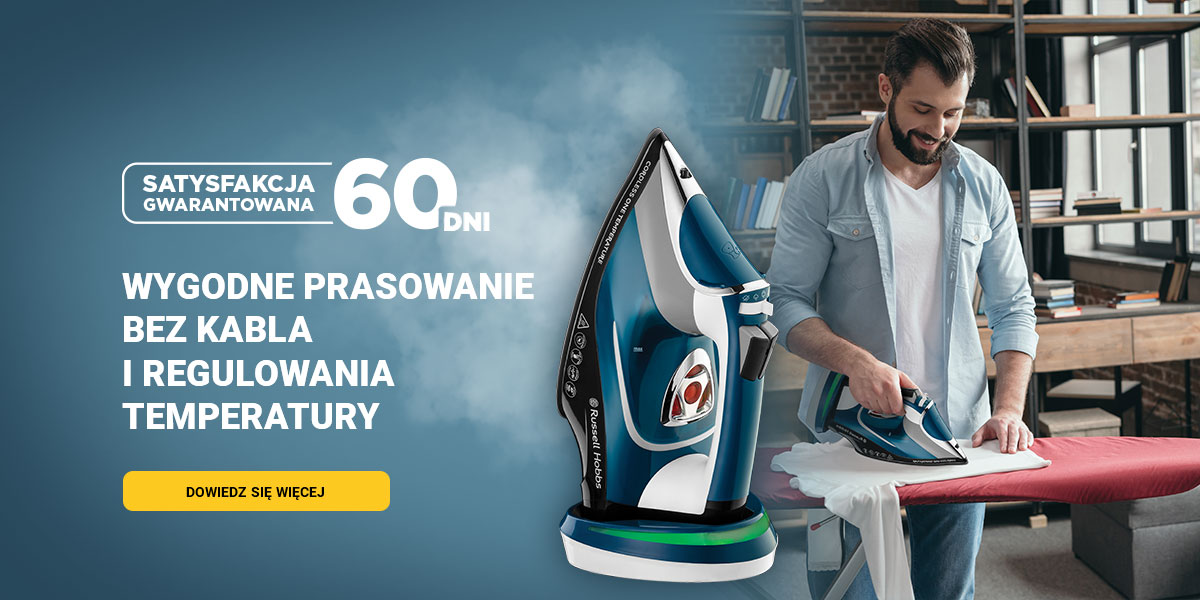 SATYSFAKCJA
GWARANTOWANA
60
DNI
WYGODNE PRASOWANIE
BEZ KABLA
I REGULOWANIA
TEMPERATURY
DOWIEDZ SIĘ WIĘCEJ
CORDLESS ONE TEMPERATURE
Russell Hobbs